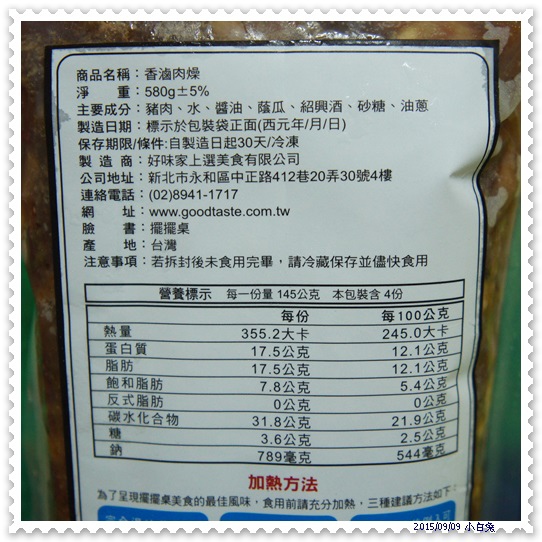 商品名稱：香滷肉燥
淨　　重：580g±5%
主要成分：豬肉、水、醬油、蔭瓜、紹興酒、砂糖、油蔥
製造日期：標示於包裝袋正面(西元年/月/日)
保存期限/條件:自製造日起30天/冷凍
製 造 商：好味家上選美食有限公司
公司地址：新北市永和區中正路412巷20弄30號4樓
連絡電話：(02)8941-1717
網　　址：www.goodtaste.com.tw
臉　　書：擺擺桌
產　　地：台灣
注意事項：若拆封後未食用完畢，請冷藏保存並儘快食用
營養標示 每一份量 145公克 本包裝含 4份
每份 每100公克
熱量 355.2大卡 245.0大卡
蛋白質 17.5公克 12.1公克
脂肪 17.5公克 12.1公克
飽和脂肪 7.8公克 5.4公克
反式脂肪 0公克 0公克
碳水化合物 31.8公克 21.9公克
糖 3.6公克 2.5公克
鈉 789毫克 544毫克
加熱方法
為了呈現擺擺桌美食的最佳風味，食用前請充分加熱，三種建議方法如下：
2015/09/09 小白兔